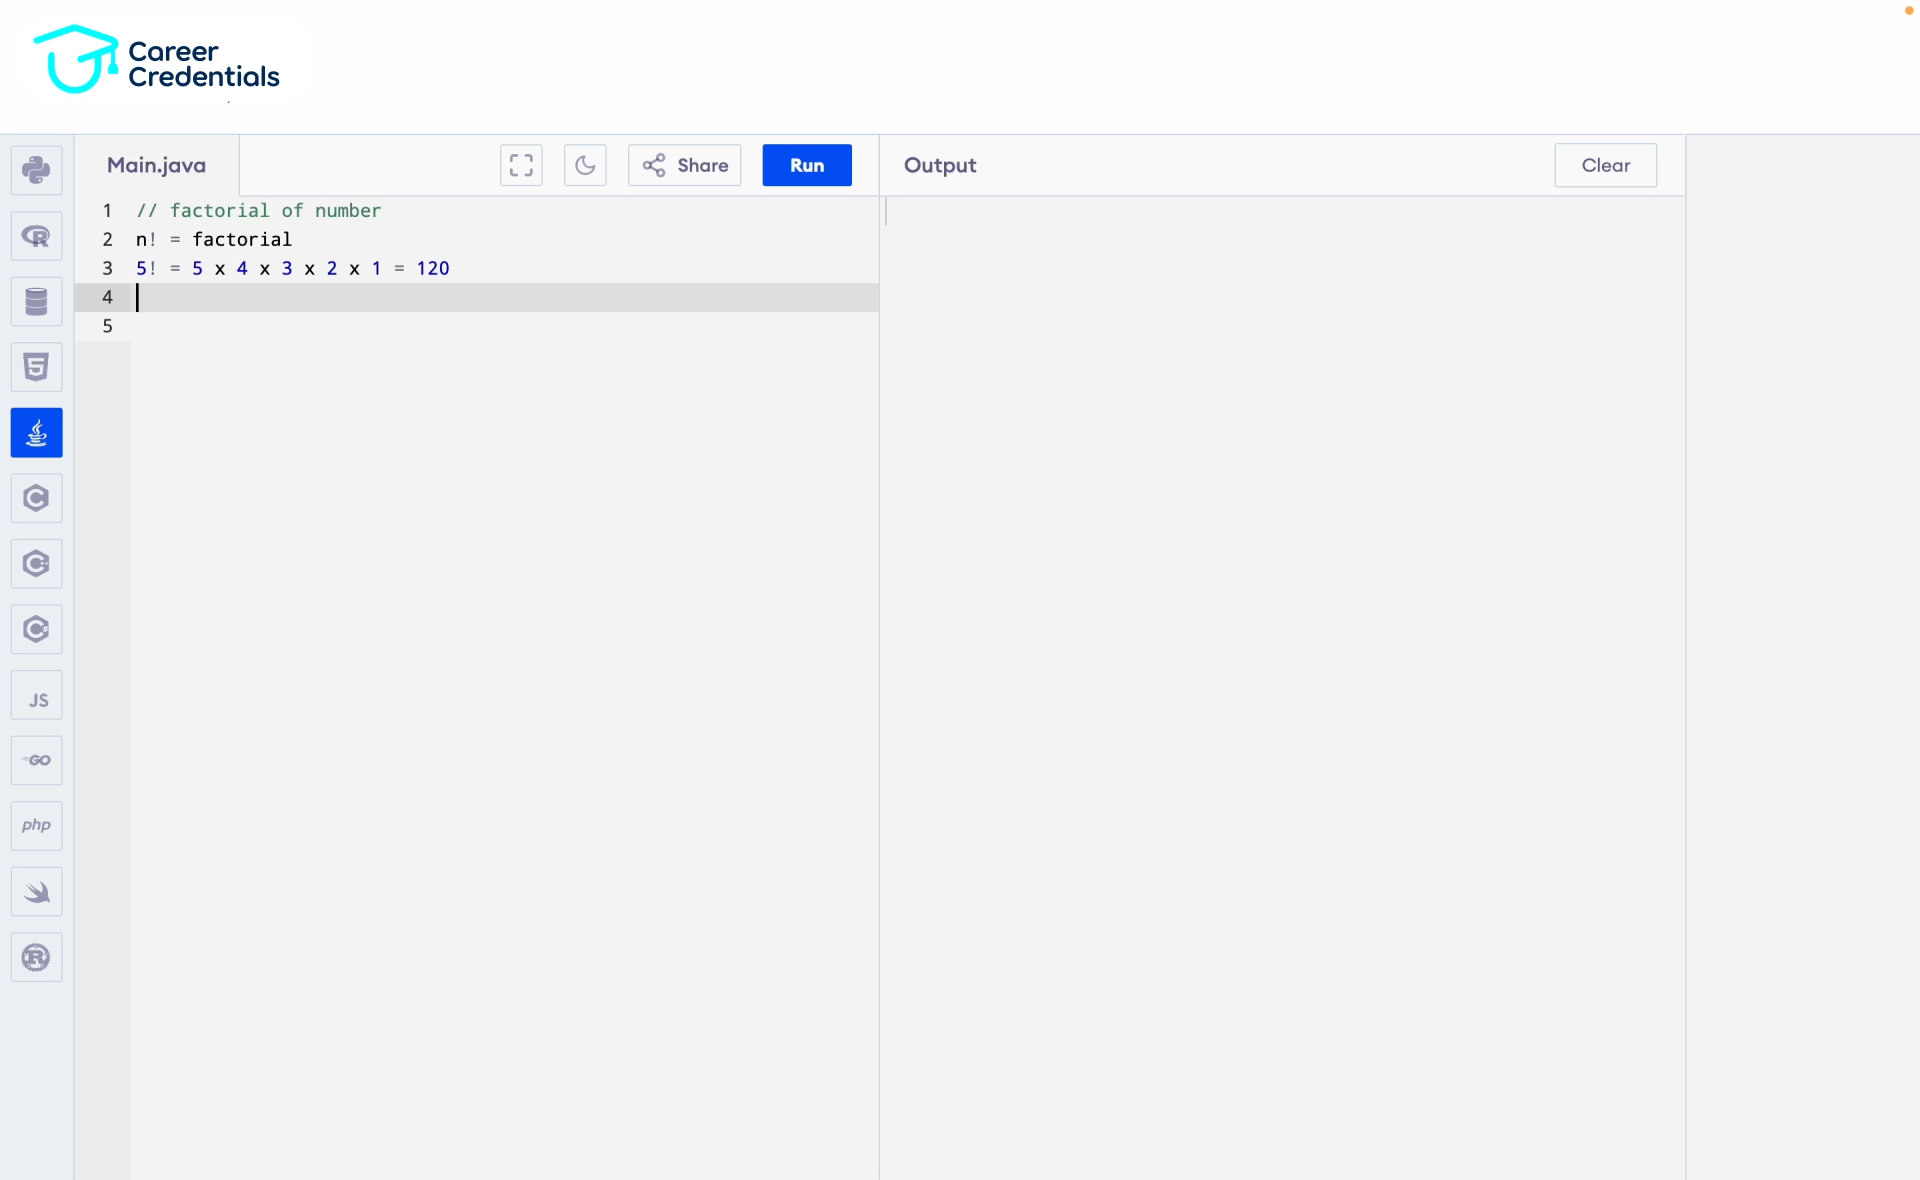 Career
Credentials
Main.java
Share
Run
Output
Clear
1 // factorial of number
2 n! = factorial
3 5! = 5 x 4 x 3 x 2 x 1 = 120
4
5
R
5
C
C
C
JS
GO
php
R